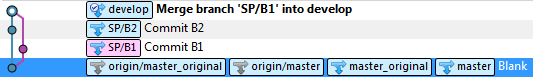 develop Merge branch 'SP/B1' into develop
SP/B2 Commit B2
SP/B1 Commit B1
origin/master_original origin/master master_original master Blank